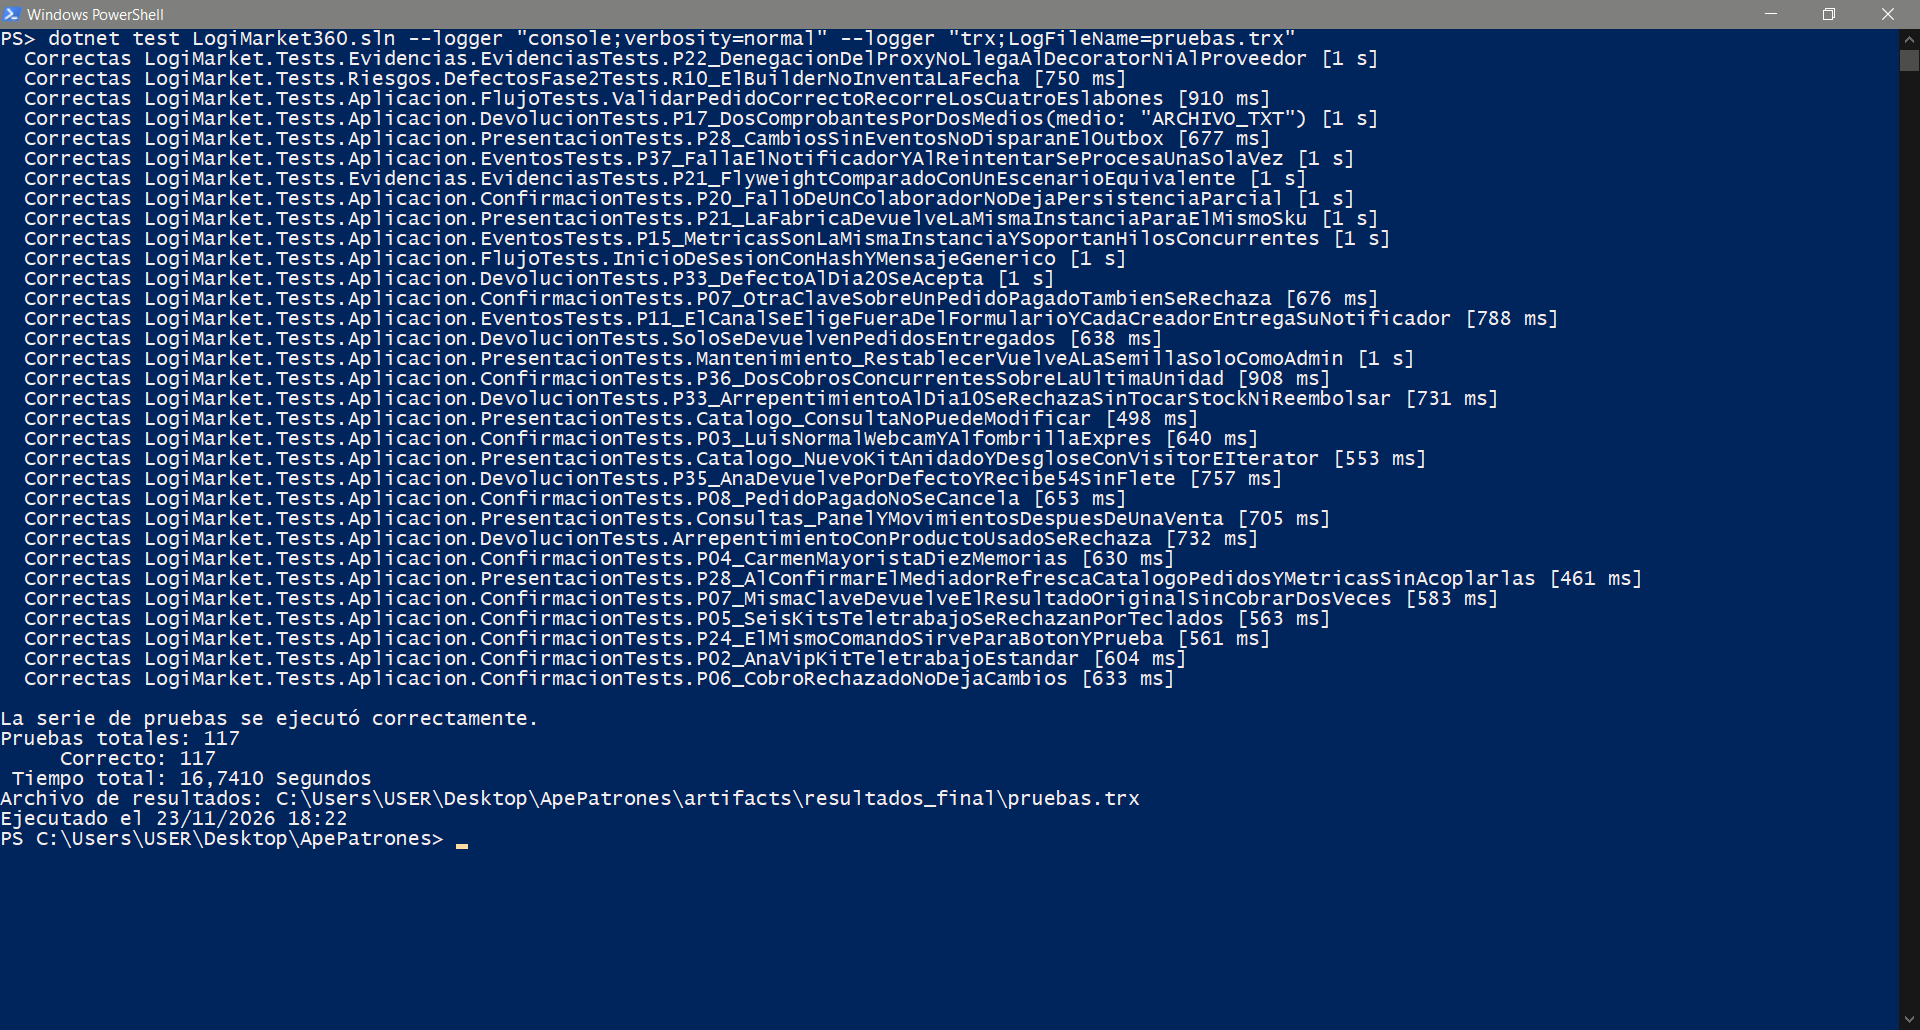 Windows PowerShell
PS> dotnet test LogiMarket360.sln --logger "console;verbosity=normal" --logger "trx;LogFileName=pruebas.trx"
Correctas LogiMarket.Tests.Evidencias.EvidenciasTests.P22_DenegacionDelProxyNoLlegaAlDecoratorNiAlProveedor [1 s]
Correctas LogiMarket.Tests.Riesgos.DefectosFase2Tests.R10_ElBuilderNoInventaLaFecha [750 ms]
Correctas LogiMarket.Tests.Aplicacion.FlujoTests.ValidarPedidoCorrectoRecorreLosCuatroEslabones [910 ms]
Correctas LogiMarket.Tests.Aplicacion.DevolucionTests.P17_DosComprobantesPorDosMedios(medio: "ARCHIVO_TXT") [1 s]
Correctas LogiMarket.Tests.Aplicacion.PresentacionTests.P28_CambiosSinEventosNoDisparanElOutbox [677 ms]
Correctas LogiMarket.Tests.Aplicacion.EventosTests.P37_FallaElNotificadorYAlReintentarSeProcesaUnaSolaVez [1 s]
Correctas LogiMarket.Tests.Evidencias.EvidenciasTests.P21_FlyweightComparadoConUnEscenarioEquivalente [1 s]
Correctas LogiMarket.Tests.Aplicacion.ConfirmacionTests.P20_FalloDeUnColaboradorNoDejaPersistenciaParcial [1 s]
Correctas LogiMarket.Tests.Aplicacion.PresentacionTests.P21_LaFabricaDevuelveLaMismaInstanciaParaElMismoSku [1 s]
Correctas LogiMarket.Tests.Aplicacion.EventosTests.P15_MetricasSonLaMismaInstanciaYSoportanHilosConcurrentes [1 s]
Correctas LogiMarket.Tests.Aplicacion.FlujoTests.InicioDeSesionConHashYMensajeGenerico [1 s]
Correctas LogiMarket.Tests.Aplicacion.DevolucionTests.P33_DefectoAlDia20SeAcepta [1 s]
Correctas LogiMarket.Tests.Aplicacion.ConfirmacionTests.P07_OtraClaveSobreUnPedidoPagadoTambienSeRechaza [676 ms]
Correctas LogiMarket.Tests.Aplicacion.EventosTests.P11_ElCanalSeEligeFueraDelFormularioYCadaCreadorEntregaSuNotificador [788 ms]
Correctas LogiMarket.Tests.Aplicacion.DevolucionTests.SoloSeDevuelvenPedidosEntregados [638 ms]
Correctas LogiMarket.Tests.Aplicacion.PresentacionTests.Mantenimiento_RestablecerVuelveALaSemillaSoloComoAdmin [1 s]
Correctas LogiMarket.Tests.Aplicacion.ConfirmacionTests.P36_DosCobrosConcurrentesSobreLaUltimaUnidad [908 ms]
Correctas LogiMarket.Tests.Aplicacion.DevolucionTests.P33_ArrepentimientoAlDia10SeRechazaSinTocarStockNiReembolsar [731 ms]
Correctas LogiMarket.Tests.Aplicacion.PresentacionTests.Catalogo_ConsultaNoPuedeModificar [498 ms]
Correctas LogiMarket.Tests.Aplicacion.ConfirmacionTests.P03_LuisNormalWebcamYAlfombrillaExpres [640 ms]
Correctas LogiMarket.Tests.Aplicacion.PresentacionTests.Catalogo_NuevoKitAnidadoYDesgloseConVisitorEIterator [553 ms]
Correctas LogiMarket.Tests.Aplicacion.DevolucionTests.P35_AnaDevuelvePorDefectoYRecibe54SinFlete [757 ms]
Correctas LogiMarket.Tests.Aplicacion.ConfirmacionTests.P08_PedidoPagadoNoSeCancela [653 ms]
Correctas LogiMarket.Tests.Aplicacion.PresentacionTests.Consultas_PanelYMovimientosDespuesDeUnaVenta [705 ms]
Correctas LogiMarket.Tests.Aplicacion.DevolucionTests.ArrepentimientoConProductoUsadoSeRechaza [732 ms]
Correctas LogiMarket.Tests.Aplicacion.ConfirmacionTests.P04_CarmenMayoristaDiezMemorias [630 ms]
Correctas LogiMarket.Tests.Aplicacion.PresentacionTests.P28_AlConfirmarElMediadorRefrescaCatalogoPedidosYMetricasSinAcoplarlas [461 ms]
Correctas LogiMarket.Tests.Aplicacion.ConfirmacionTests.P07_MismaClaveDevuelveElResultadoOriginalSinCobrarDosVeces [583 ms]
Correctas LogiMarket.Tests.Aplicacion.ConfirmacionTests.P05_SeisKitsTeletrabajoSeRechazanPorTeclados [563 ms]
Correctas LogiMarket.Tests.Aplicacion.ConfirmacionTests.P24_ElMismoComandoSirveParaBotonYPrueba [561 ms]
Correctas LogiMarket.Tests.Aplicacion.ConfirmacionTests.P02_AnaVipKitTeletrabajoEstandar [604 ms]
Correctas LogiMarket.Tests.Aplicacion.ConfirmacionTests.P06_CobroRechazadoNoDejaCambios [633 ms]
La serie de pruebas se ejecutó correctamente.
Pruebas totales: 117
Correcto: 117
Tiempo total: 16,7410 Segundos
Archivo de resultados: C:\Users\USER\Desktop\ApePatrones\artifacts\resultados_final\pruebas.trx
Ejecutado el 23/11/2026 18:22
PS C:\Users\USER\Desktop\ApePatrones>